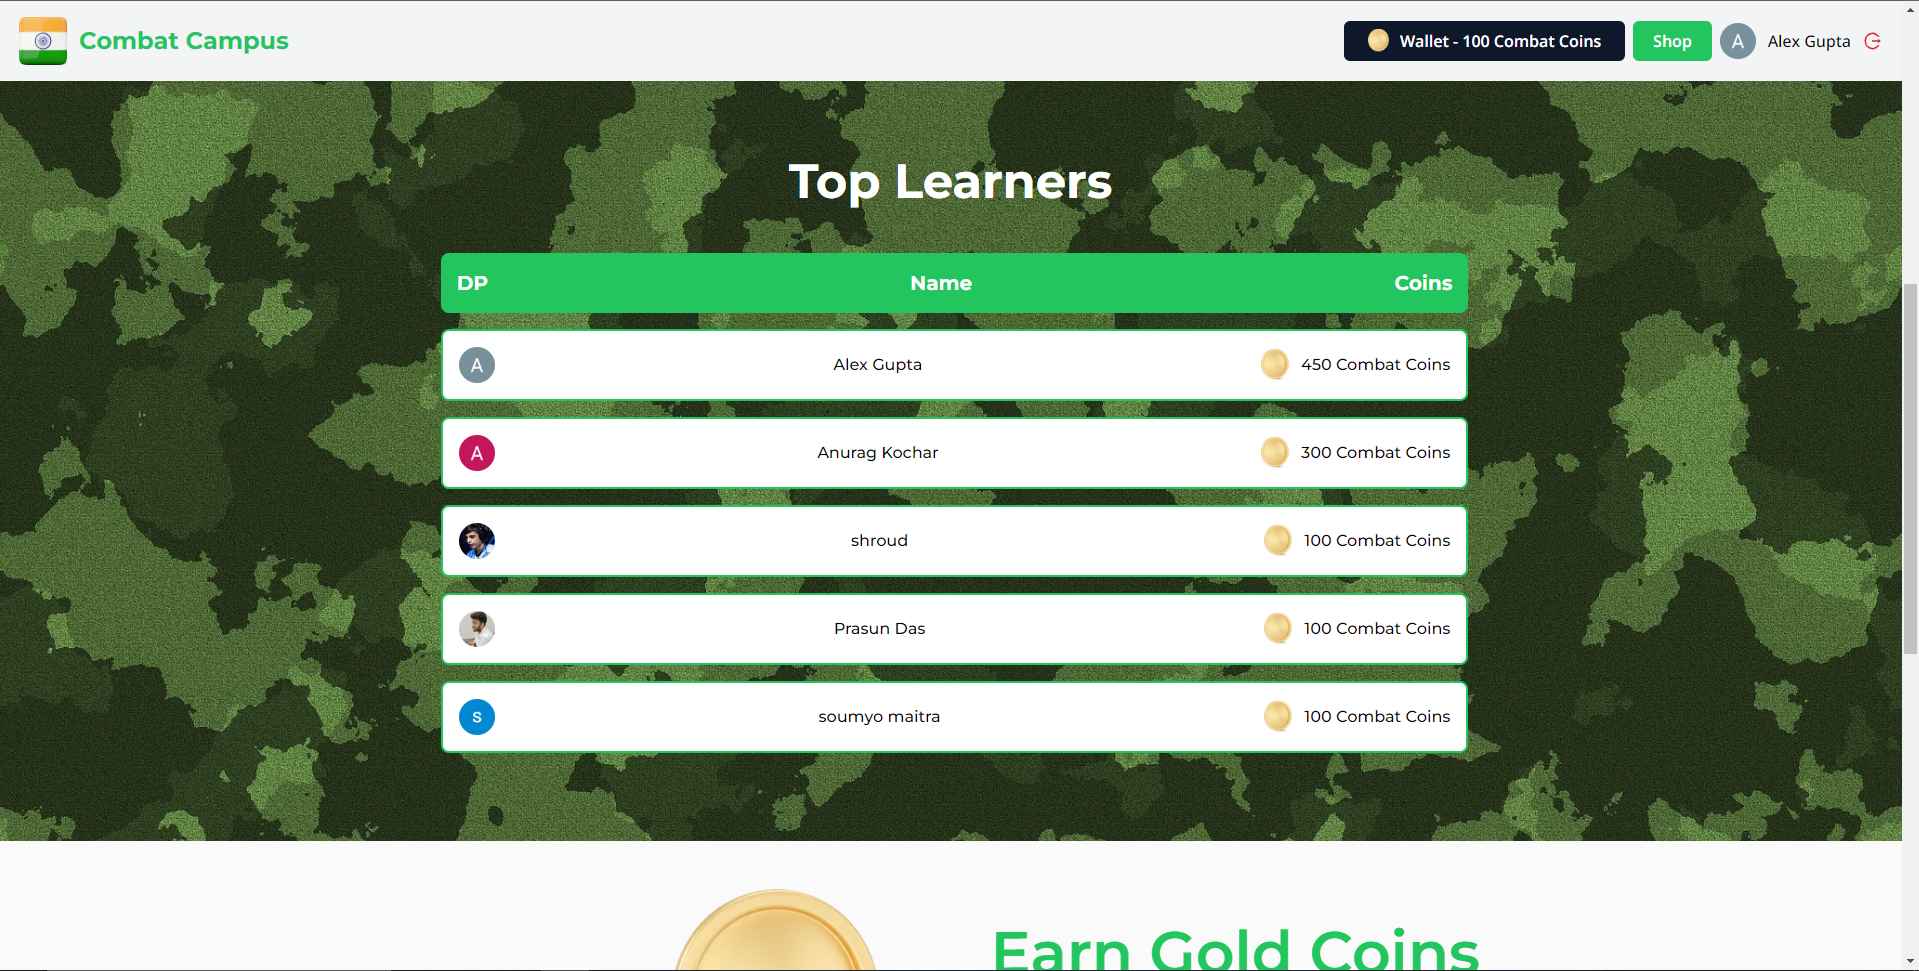 Combat Campus
Wallet - 100 Combat Coins
Shop
A
Alex Gupta
Top Learners
DP Name Coins
A Alex Gupta 450 Combat Coins
A Anurag Kochar 300 Combat Coins
shroud 100 Combat Coins
Prasun Das 100 Combat Coins
s soumyo maitra 100 Combat Coins
Earn Gold Coins